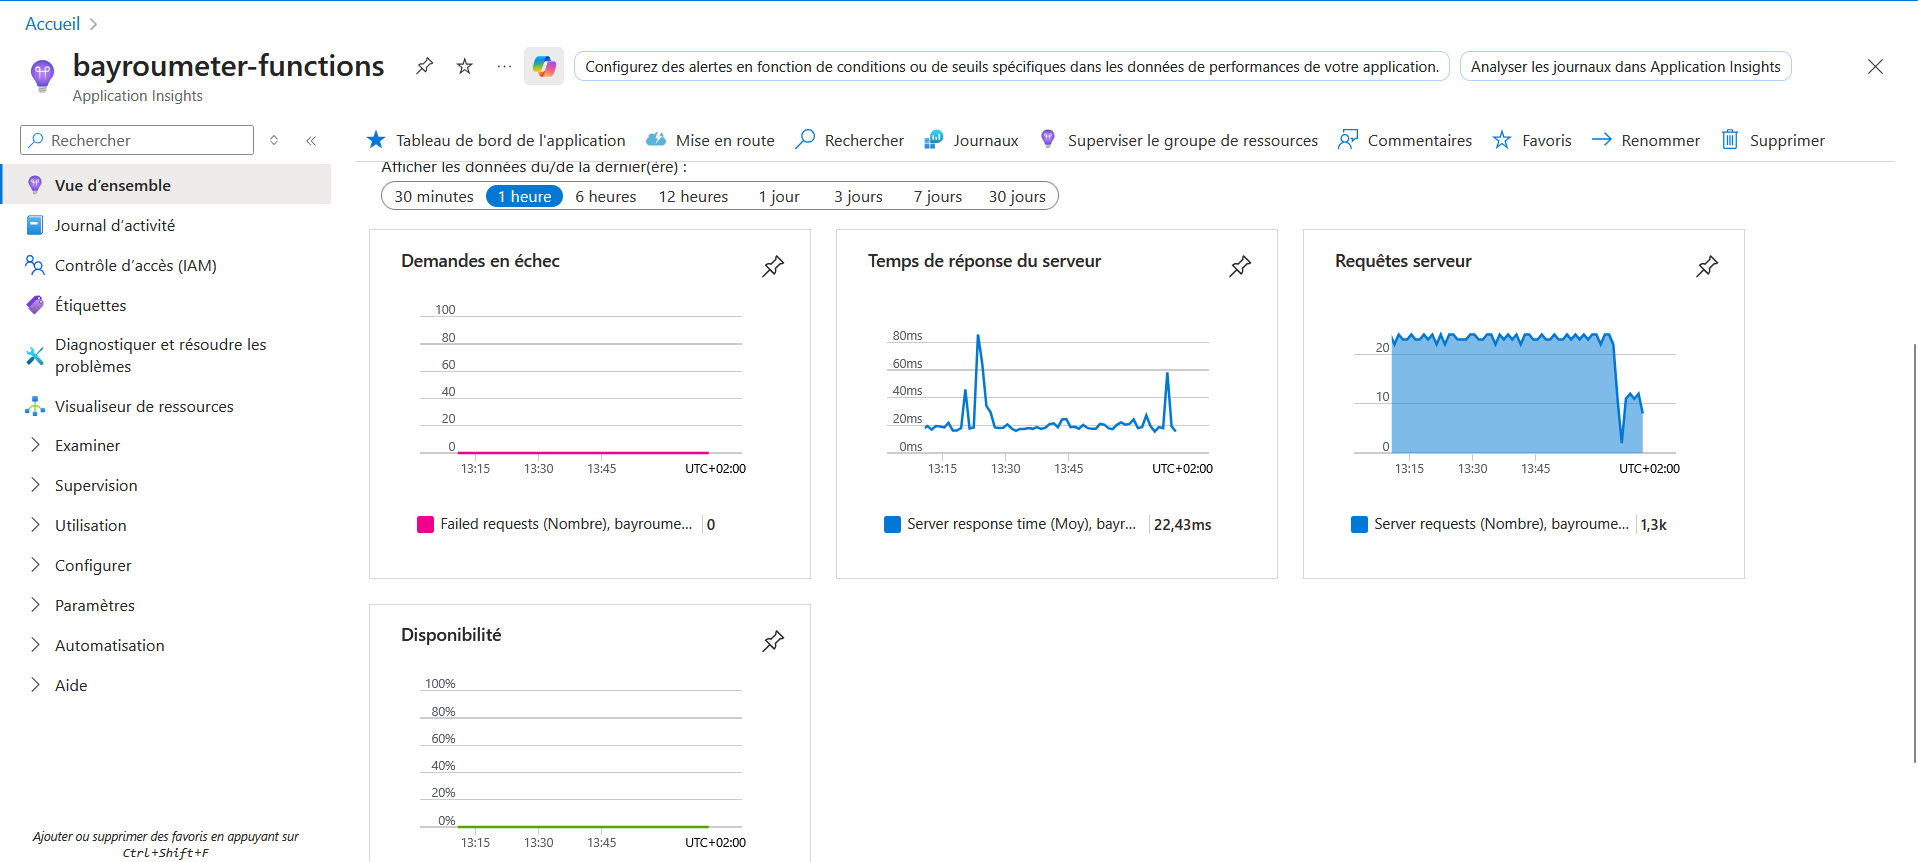 Accueil
bayroumeter-functions
Application Insights
Configurez des alertes en fonction de conditions ou de seuils spécifiques dans les données de performances de votre application.
Analyser les journaux dans Application Insights
Rechercher
Tableau de bord de l'application
Mise en route
Rechercher
Journaux
Superviser le groupe de ressources
Commentaires
Favoris
Renommer
Supprimer
Vue d’ensemble
Journal d’activité
Contrôle d’accès (IAM)
Étiquettes
Diagnostiquer et résoudre les
problèmes
Visualiseur de ressources
Examiner
Supervision
Utilisation
Configurer
Paramètres
Automatisation
Aide
Ajouter ou supprimer des favoris en appuyant sur
Ctrl+Shift+F
Afficher les données du/de la dernier(ère) :
30 minutes
1 heure
6 heures
12 heures
1 jour
3 jours
7 jours
30 jours
Demandes en échec
100
80
60
40
20
0
13:15
13:30
13:45
UTC+02:00
Failed requests (Nombre), bayroume...
0
Temps de réponse du serveur
80ms
60ms
40ms
20ms
0ms
13:15
13:30
13:45
UTC+02:00
Server response time (Moy), bayr...
22,43ms
Requêtes serveur
20
10
0
13:15
13:30
13:45
UTC+02:00
Server requests (Nombre), bayroume...
1,3k
Disponibilité
100%
80%
60%
40%
20%
0%
13:15
13:30
13:45
UTC+02:00